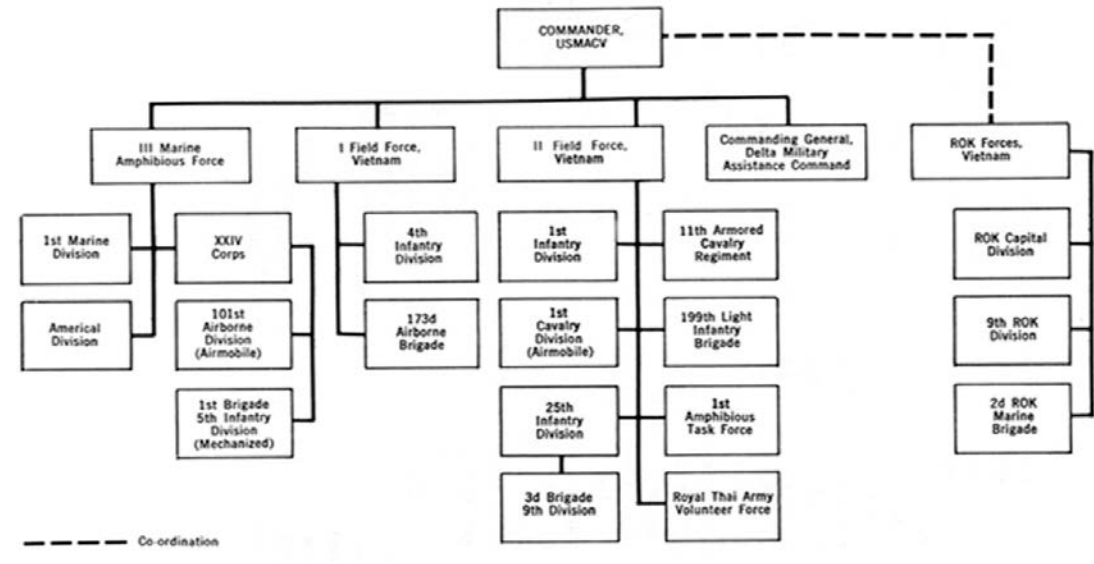 COMMANDER,
USMACV
III Marine
Amphibious Force
I Field Force,
Vietnam
II Field Force,
Vietnam
Commanding General,
Delta Military
Assistance Command
ROK Forces,
Vietnam
1st Marine
Division
XXIV
Corps
4th
Infantry
Division
1st
Infantry
Division
11th Armored
Cavalry
Regiment
ROK Capital
Division
Americal
Division
101st
Airborne
Division
(Airmobile)
173d
Airborne
Brigade
1st
Cavalry
Division
(Airmobile)
199th Light
Infantry
Brigade
9th ROK
Division
1st Brigade
5th Infantry
Division
(Mechanized)
25th
Infantry
Division
1st
Amphibious
Task Force
2d ROK
Marine
Brigade
3d Brigade
9th Division
Royal Thai Army
Volunteer Force
Co-ordination